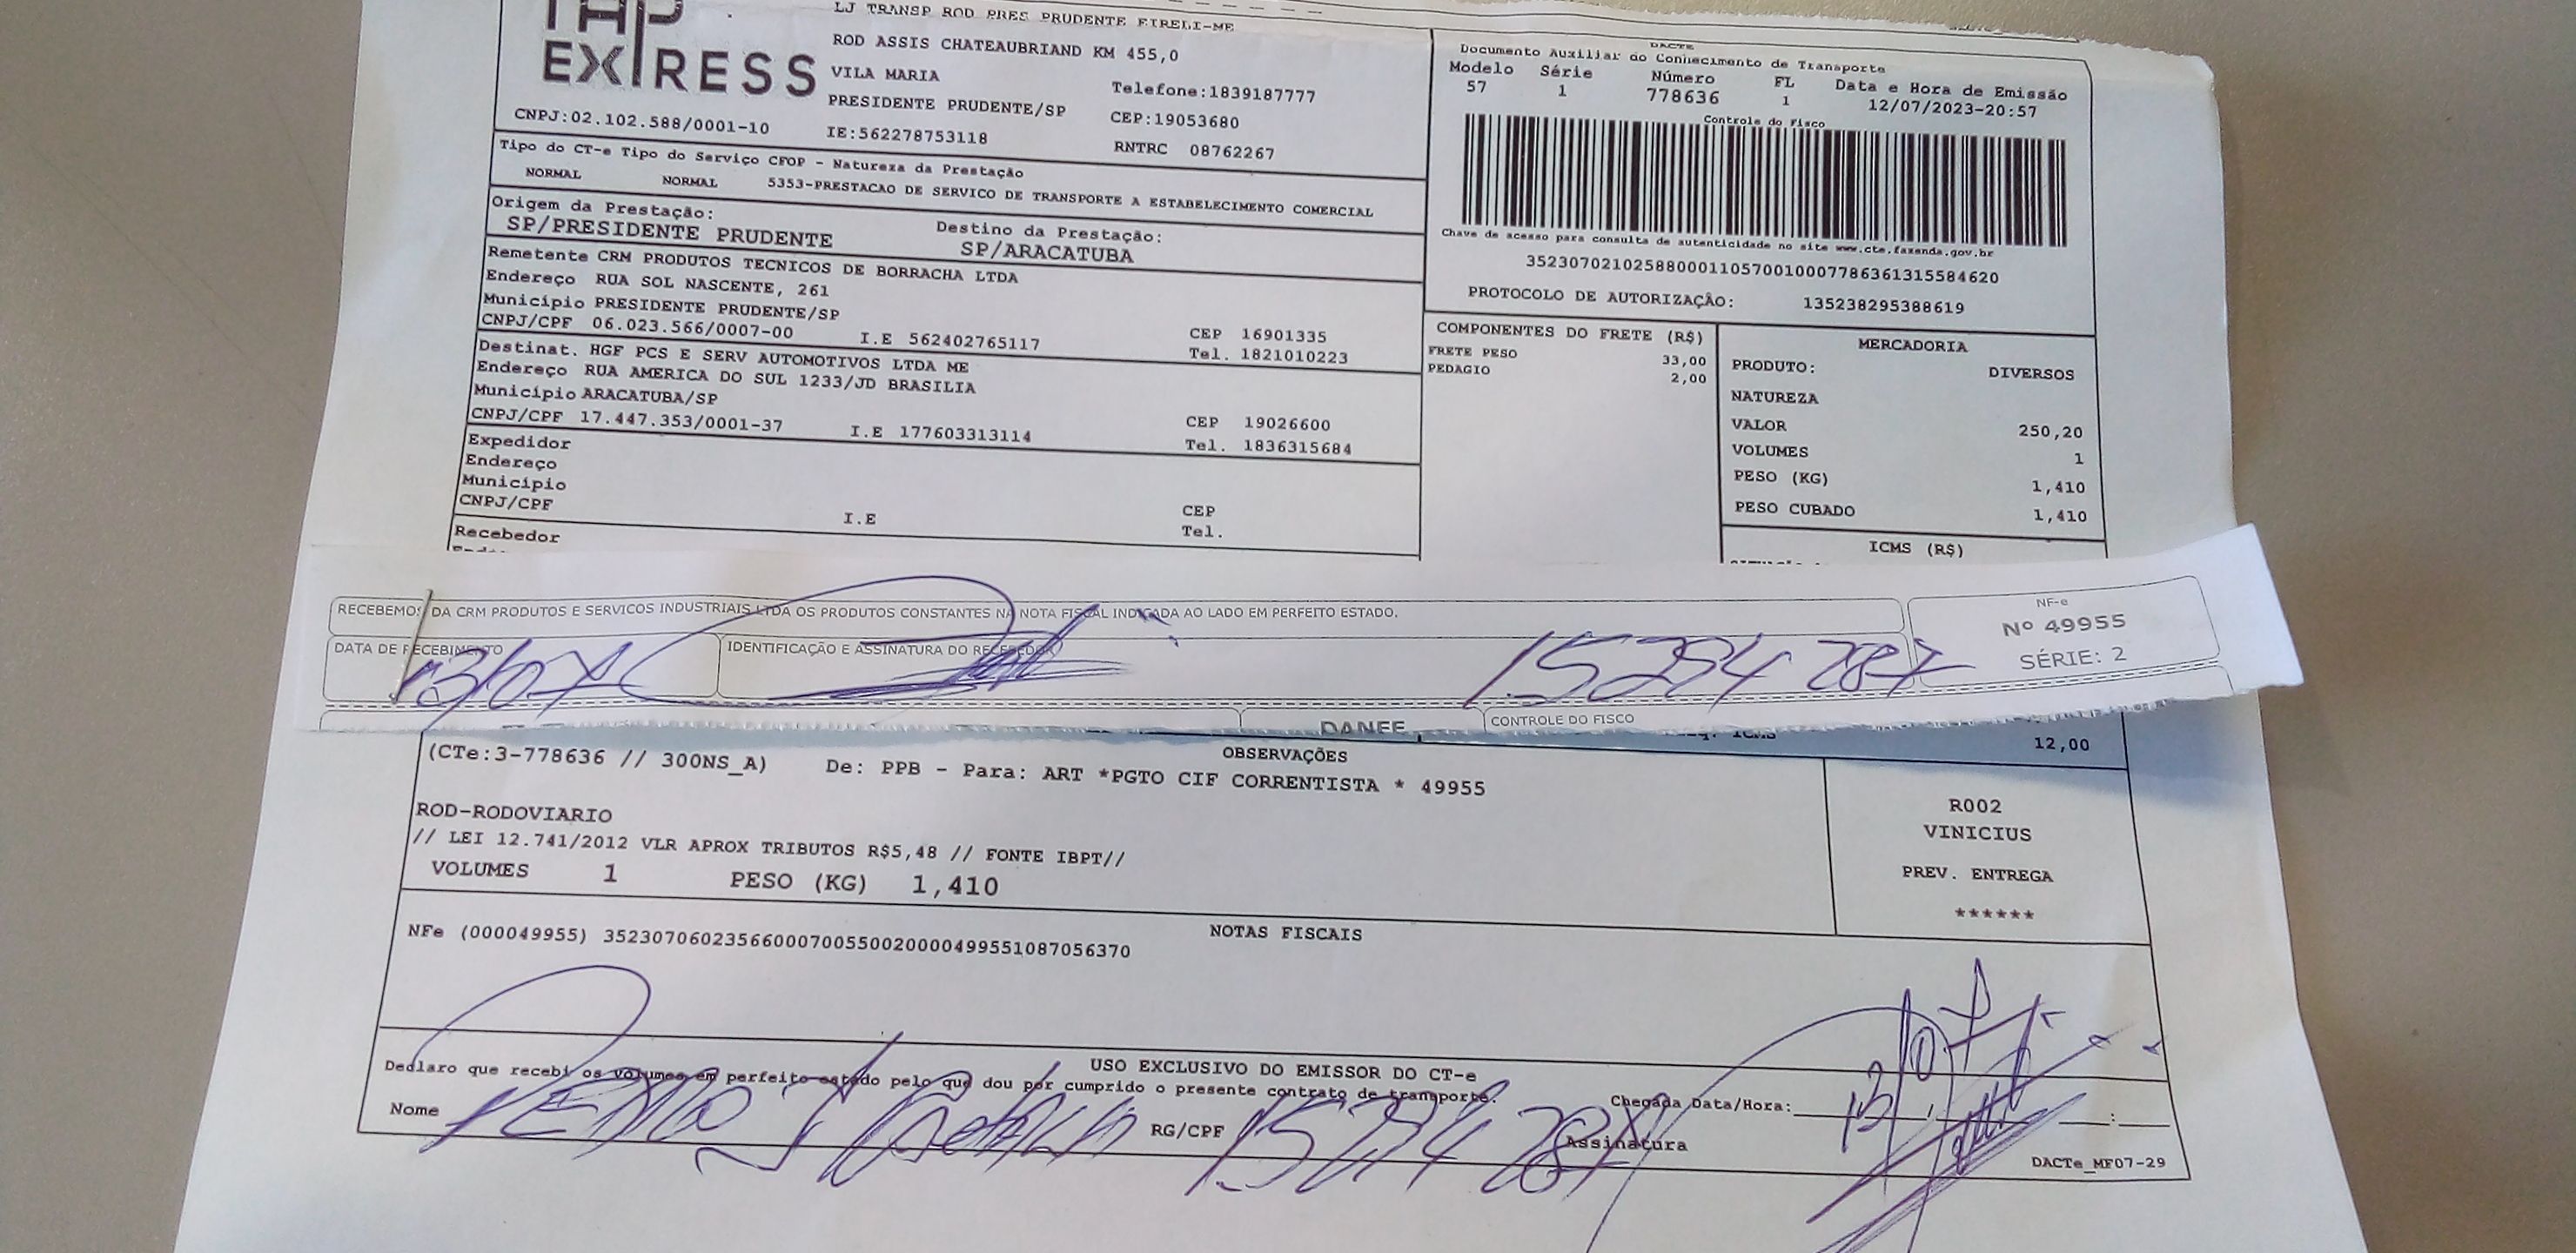 TAP
EXPRESS
LJ TRANSP ROD PRES PRUDENTE EIRELI-ME
ROD ASSIS CHATEAUBRIAND KM 455,0
VILA MARIA
Telefone:1839187777
PRESIDENTE PRUDENTE/SP
CEP:19053680
CNPJ:02.102.588/0001-10
IE:562278753118
RNTRC 08762267
DACTE
Documento Auxiliar do Conhecimento de Transporte
Modelo Série Número FL Data e Hora de Emissão
57 1 778636 1 12/07/2023-20:57
Controle do Fisco
Chave de acesso para consulta de autenticidade no site www.cte.fazenda.gov.br
35230702102588000110570010007786361315584620
PROTOCOLO DE AUTORIZAÇÂO: 135238295388619
Tipo do CT-e Tipo do Serviço CFOP - Natureza da Prestação
NORMAL NORMAL 5353-PRESTACAO DE SERVICO DE TRANSPORTE A ESTABELECIMENTO COMERCIAL
Origem da Prestação: Destino da Prestação:
SP/PRESIDENTE PRUDENTE SP/ARACATUBA
Remetente CRM PRODUTOS TECNICOS DE BORRACHA LTDA
Endereço RUA SOL NASCENTE, 261
Município PRESIDENTE PRUDENTE/SP CEP 16901335
CNPJ/CPF 06.023.566/0007-00 I.E 562402765117 Tel. 1821010223
Destinat. HGF PCS E SERV AUTOMOTIVOS LTDA ME
Endereço RUA AMERICA DO SUL 1233/JD BRASILIA
Município ARACATUBA/SP CEP 19026600
CNPJ/CPF 17.447.353/0001-37 I.E 177603313114 Tel. 1836315684
Expedidor
Endereço
Município CEP
CNPJ/CPF I.E Tel.
Recebedor
COMPONENTES DO FRETE (R$)
FRETE PESO 33,00
PEDAGIO 2,00
MERCADORIA
PRODUTO: DIVERSOS
NATUREZA
VALOR 250,20
VOLUMES 1
PESO (KG) 1,410
PESO CUBADO 1,410
ICMS (R$)
RECEBEMOS DA CRM PRODUTOS E SERVICOS INDUSTRIAIS LTDA OS PRODUTOS CONSTANTES NA NOTA FISCAL INDICADA AO LADO EM PERFEITO ESTADO.
DATA DE RECEBIMENTO
13/07
IDENTIFICAÇÃO E ASSINATURA DO RECEBEDOR
15294287
NF-e
Nº 49955
SÉRIE: 2
DANFE
CONTROLE DO FISCO
ICMS 12,00
OBSERVAÇÕES
(CTe:3-778636 // 300NS_A) De: PPB - Para: ART *PGTO CIF CORRENTISTA * 49955
ROD-RODOVIARIO
// LEI 12.741/2012 VLR APROX TRIBUTOS R$5,48 // FONTE IBPT//
VOLUMES 1 PESO (KG) 1,410
R002
VINICIUS
PREV. ENTREGA
******
NOTAS FISCAIS
NFe (000049955) 35230706023566000700550020000499551087056370
USO EXCLUSIVO DO EMISSOR DO CT-e
Declaro que recebi os volumes em perfeito estado pelo que dou por cumprido o presente contrato de transporte.
Nome
RG/CPF 15294287
Chegada Data/Hora: 13/07
Assinatura
DACTe_MF07-29